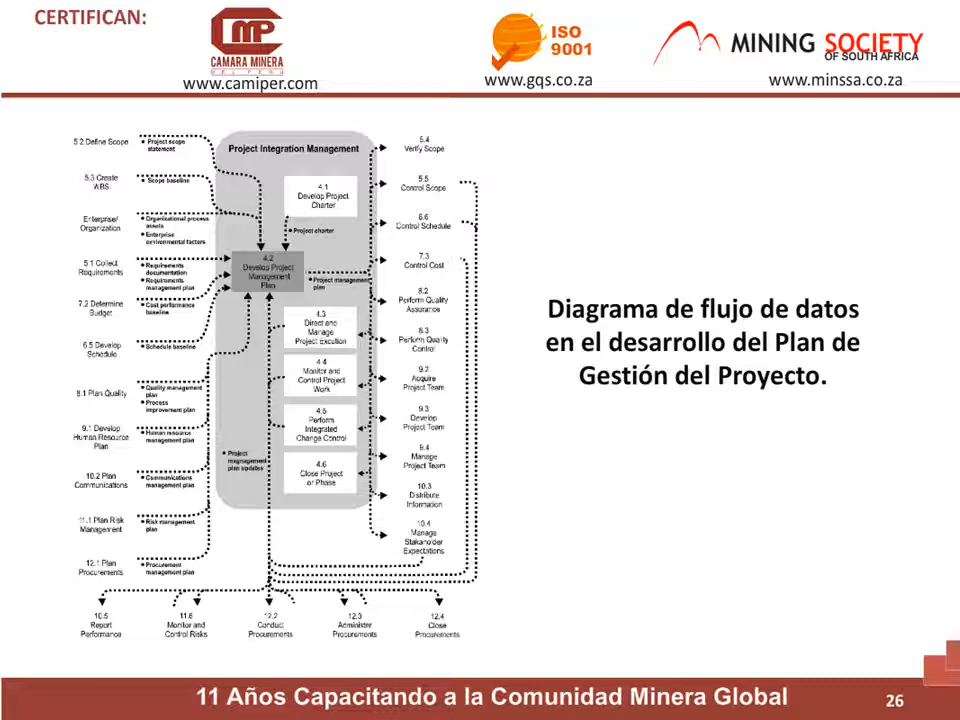 CERTIFICAN:
CMP
CAMARA MINERA
DEL PERU
www.camiper.com
ISO
9001
www.gqs.co.za
MINING SOCIETY
OF SOUTH AFRICA
www.minssa.co.za
5.2 Define Scope
• Project scope
statement
5.3 Create
WBS
• Scope baseline
Enterprise/
Organization
• Organizational process
assets
• Enterprise
environmental factors
5.1 Collect
Requirements
• Requirements
documentation
• Requirements
management plan
7.2 Determine
Budget
• Cost performance
baseline
6.5 Develop
Schedule
• Schedule baseline
8.1 Plan Quality
• Quality management
plan
• Process
improvement plan
9.1 Develop
Human Resource
Plan
• Human resource
management plan
10.2 Plan
Communications
• Communications
management plan
11.1 Plan Risk
Management
• Risk management
plan
12.1 Plan
Procurements
• Procurement
management plan
Project Integration Management
4.1
Develop Project
Charter
• Project charter
4.2
Develop Project
Management
Plan
• Project management
plan
4.3
Direct and
Manage
Project Excution
4.4
Monitor and
Control Project
Work
4.5
Perform
Integrated
Change Control
• Project
management
plan updates
4.6
Close Project
or Phase
5.4
Verify Scope
5.5
Control Scope
6.6
Control Schedule
7.3
Control Cost
8.2
Perform Quality
Assurance
8.3
Perform Quality
Control
9.2
Acquire
Project Team
9.3
Develop
Project Team
9.4
Manage
Project Team
10.3
Distribute
Information
10.4
Manage
Stakeholder
Expectations
10.5
Report
Performance
11.6
Monitor and
Control Risks
12.2
Conduct
Procurements
12.3
Administer
Procurements
12.4
Close
Procurements
Diagrama de flujo de datos
en el desarrollo del Plan de
Gestión del Proyecto.
11 Años Capacitando a la Comunidad Minera Global
26